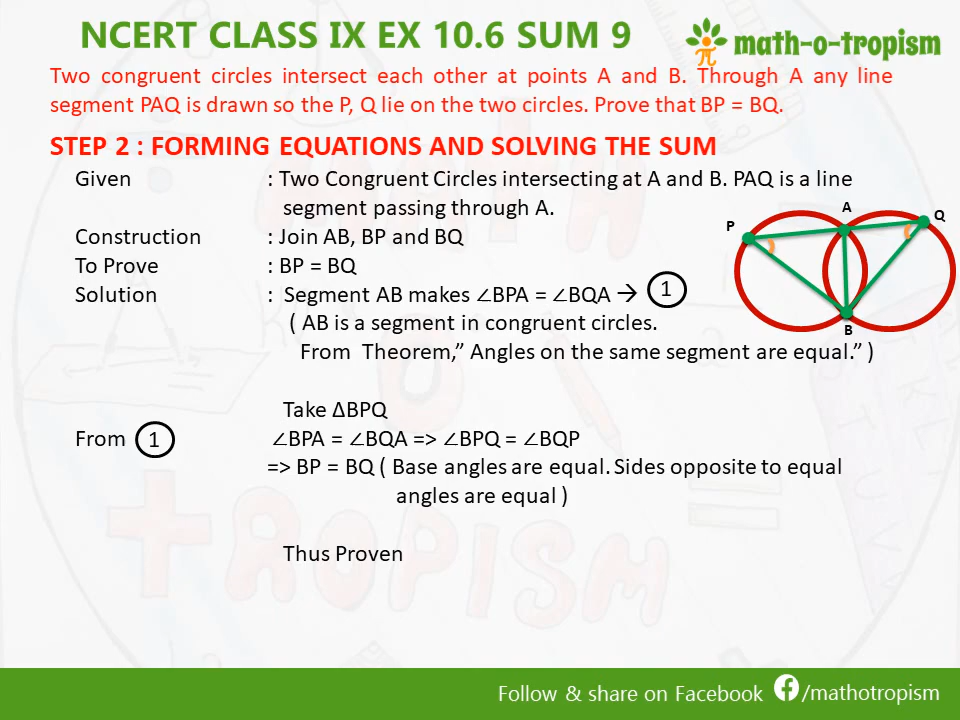 NCERT CLASS IX EX 10.6 SUM 9
math-o-tropism
Two congruent circles intersect each other at points A and B. Through A any line
segment PAQ is drawn so the P, Q lie on the two circles. Prove that BP = BQ.
STEP 2 : FORMING EQUATIONS AND SOLVING THE SUM
Given : Two Congruent Circles intersecting at A and B. PAQ is a line
segment passing through A.
Construction : Join AB, BP and BQ
To Prove : BP = BQ
Solution : Segment AB makes ∠BPA = ∠BQA → 1
( AB is a segment in congruent circles.
From Theorem,” Angles on the same segment are equal.” )
P
A
Q
B
Take ΔBPQ
From 1 ∠BPA = ∠BQA => ∠BPQ = ∠BQP
=> BP = BQ ( Base angles are equal. Sides opposite to equal
angles are equal )
Thus Proven
TROPISM
Follow & share on Facebook /mathotropism